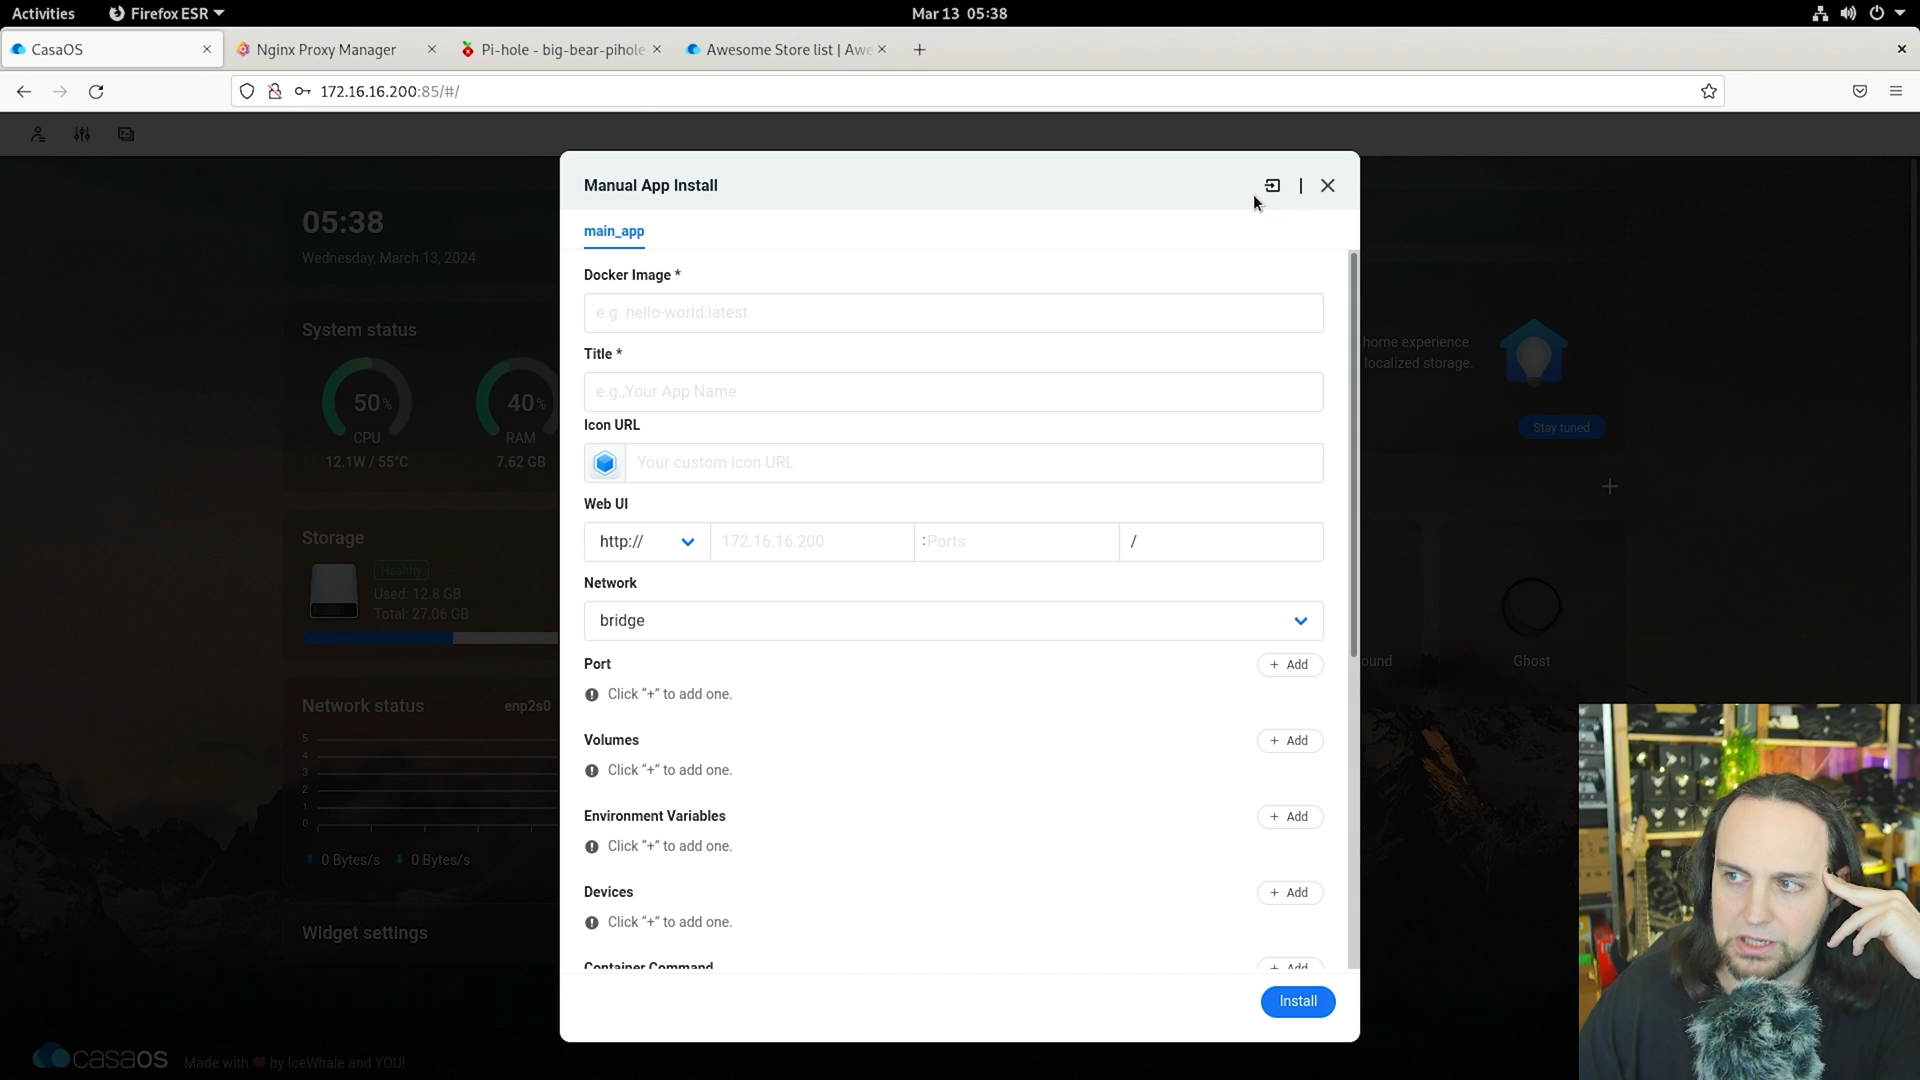 Activities
Firefox ESR
Mar 13 05:38
CasaOS
Nginx Proxy Manager
Pi-hole - big-bear-pihole-
Awesome Store list | Awe
172.16.16.200:85/#/
Manual App Install
main_app
Docker Image *
e.g. hello-world:latest
Title *
e.g.,Your App Name
Icon URL
Your custom icon URL
Web UI
http://
172.16.16.200
:Ports
/
Network
bridge
Port
+ Add
Click “+” to add one.
Volumes
+ Add
Click “+” to add one.
Environment Variables
+ Add
Click “+” to add one.
Devices
+ Add
Click “+” to add one.
Container Command
+ Add
Install
05:38
Wednesday, March 13, 2024
System status
50%
CPU
12.1W / 55°C
40%
RAM
7.62 GB
Storage
Healthy
Used: 12.8 GB
Total: 27.06 GB
Network status
enp2s0
5
4
3
2
1
0
0 Bytes/s
0 Bytes/s
Widget settings
home experience
localized storage.
Stay tuned
ound
Ghost
casaos
Made with ❤ by IceWhale and YOU!